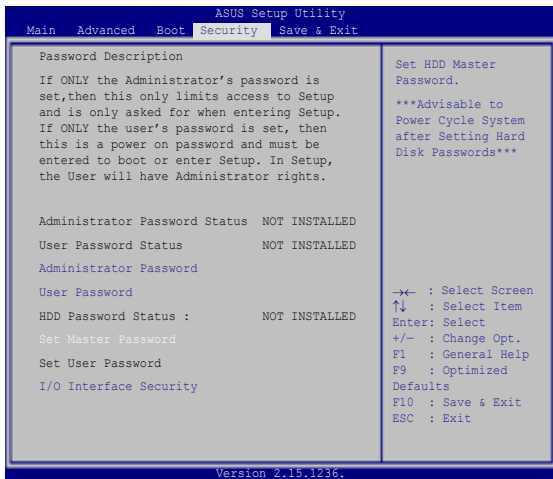 ASUS Setup Utility
Main Advanced Boot Security Save & Exit
Password Description
If ONLY the Administrator's password is
set,then this only limits access to Setup
and is only asked for when entering Setup.
If ONLY the user's password is set, then
this is a power on password and must be
entered to boot or enter Setup. In Setup,
the User will have Administrator rights.
Administrator Password Status NOT INSTALLED
User Password Status NOT INSTALLED
Administrator Password
User Password
HDD Password Status : NOT INSTALLED
Set Master Password
Set User Password
I/O Interface Security
Set HDD Master
Password.
***Advisable to
Power Cycle System
after Setting Hard
Disk Passwords***
→← : Select Screen
↑↓ : Select Item
Enter: Select
+/— : Change Opt.
F1 : General Help
F9 : Optimized
Defaults
F10 : Save & Exit
ESC : Exit
Version 2.15.1236.